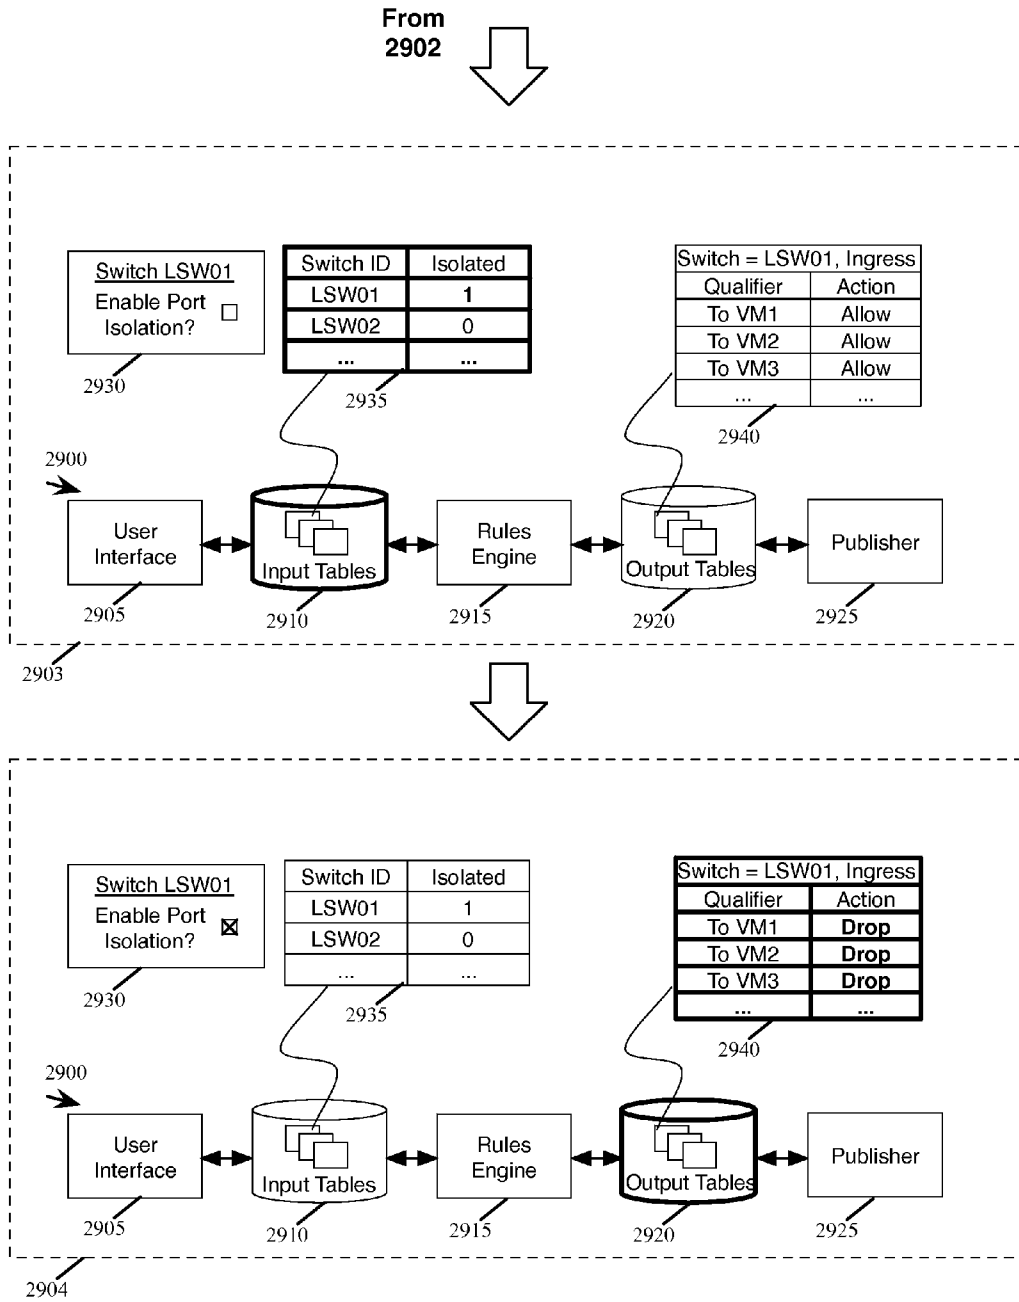 From
2902
Switch LSW01
Enable Port
Isolation?
2930
Switch ID Isolated
LSW01 1
LSW02 0
... ...
2935
Switch = LSW01, Ingress
Qualifier Action
To VM1 Allow
To VM2 Allow
To VM3 Allow
... ...
2940
2900
User
Interface
2905
Input Tables
2910
Rules
Engine
2915
Output Tables
2920
Publisher
2925
2903
Switch LSW01
Enable Port
Isolation?
2930
Switch ID Isolated
LSW01 1
LSW02 0
... ...
2935
Switch = LSW01, Ingress
Qualifier Action
To VM1 Drop
To VM2 Drop
To VM3 Drop
... ...
2940
2900
User
Interface
2905
Input Tables
2910
Rules
Engine
2915
Output Tables
2920
Publisher
2925
2904